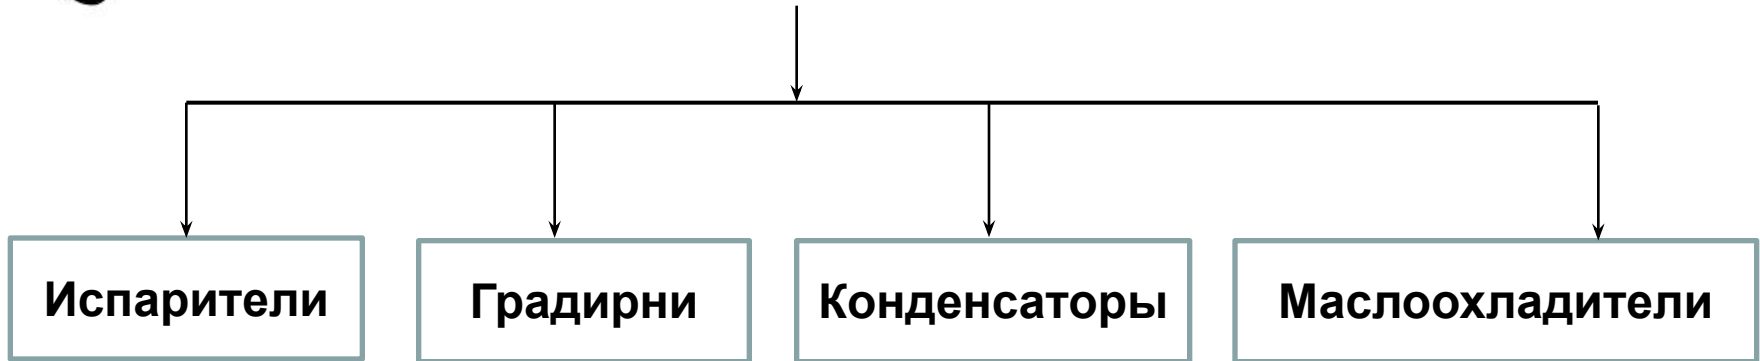 Испарители
Градирни
Конденсаторы
Маслоохладители